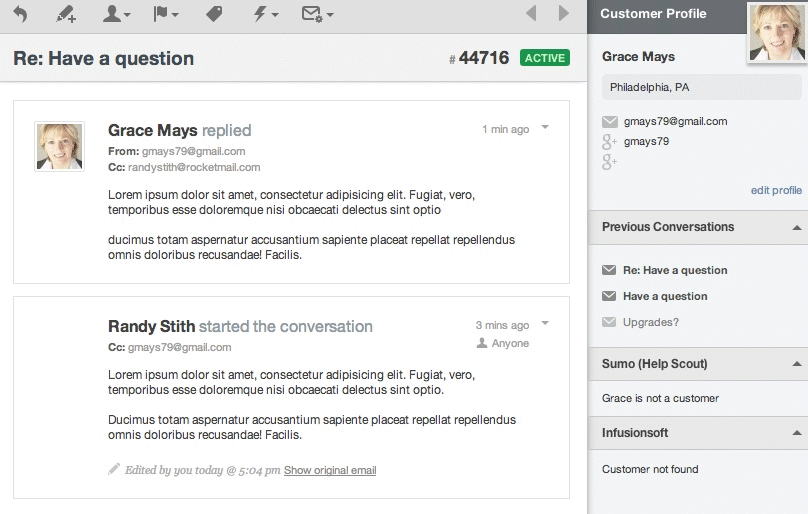 Re: Have a question
# 44716 ACTIVE
Grace Mays replied
1 min ago
From: gmays79@gmail.com
Cc: randystith@rocketmail.com
Lorem ipsum dolor sit amet, consectetur adipisicing elit. Fugiat, vero,
temporibus esse doloremque nisi obcaecati delectus sint optio
ducimus totam aspernatur accusantium sapiente placeat repellat repellendus
omnis doloribus recusandae! Facilis.
Randy Stith started the conversation
3 mins ago
Cc: gmays79@gmail.com
Anyone
Lorem ipsum dolor sit amet, consectetur adipisicing elit. Fugiat, vero,
temporibus esse doloremque nisi obcaecati delectus sint optio.
Ducimus totam aspernatur accusantium sapiente placeat repellat repellendus
omnis doloribus recusandae! Facilis.
Edited by you today @ 5:04 pm Show original email
Customer Profile
Grace Mays
Philadelphia, PA
gmays79@gmail.com
g+ gmays79
g+
edit profile
Previous Conversations
Re: Have a question
Have a question
Upgrades?
Sumo (Help Scout)
Grace is not a customer
Infusionsoft
Customer not found